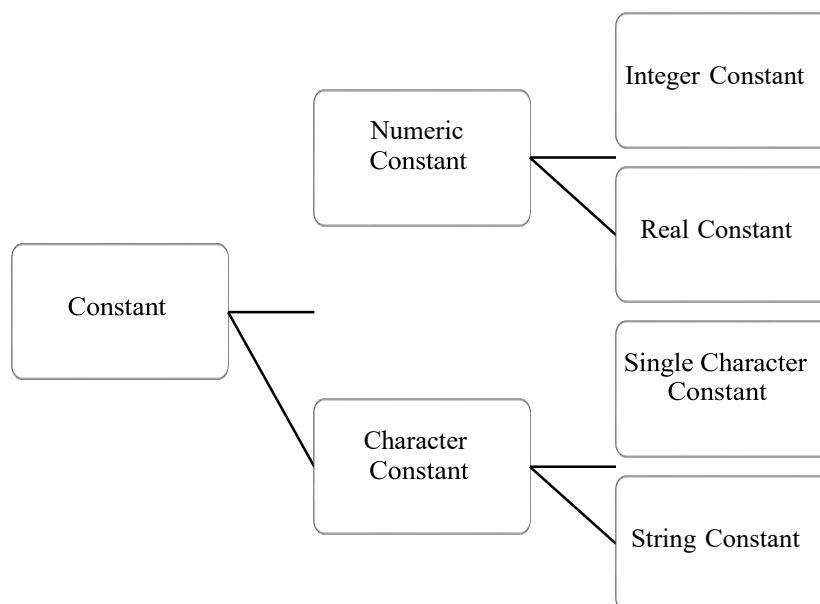 Constant
Numeric
Constant
Integer Constant
Real Constant
Character
Constant
Single Character
Constant
String Constant